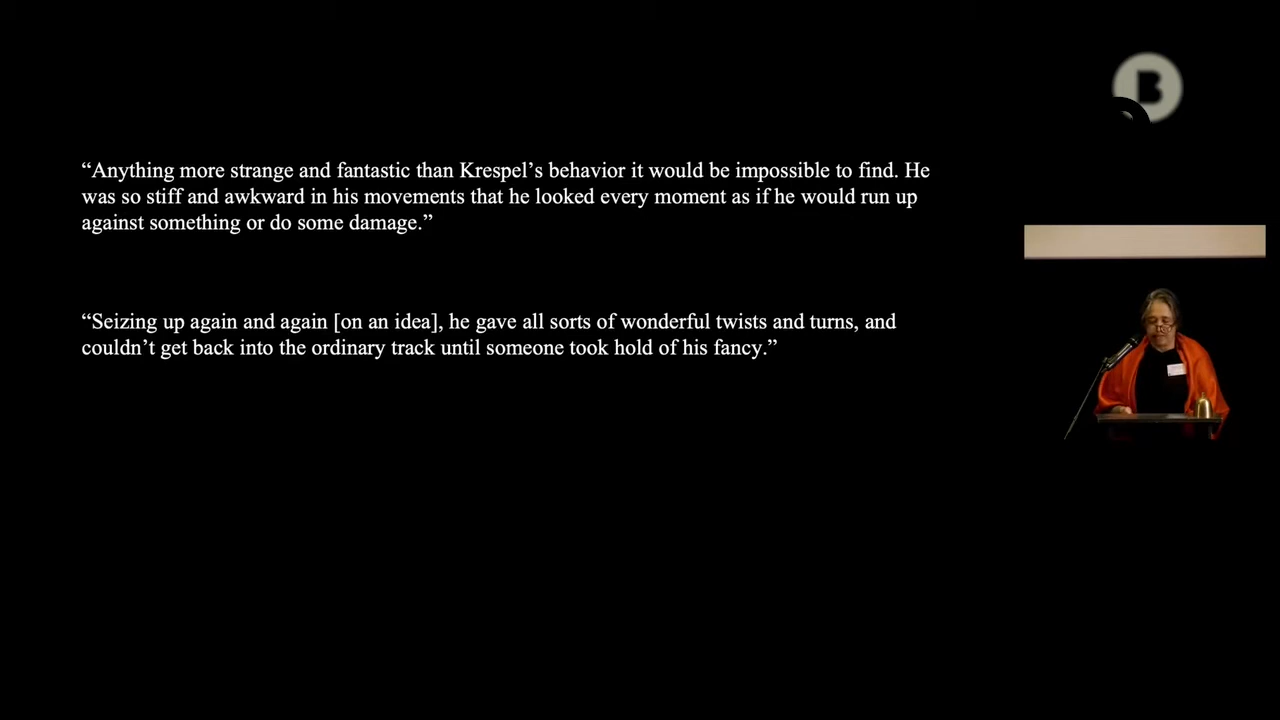 B
“Anything more strange and fantastic than Krespel’s behavior it would be impossible to find. He
was so stiff and awkward in his movements that he looked every moment as if he would run up
against something or do some damage.”
“Seizing up again and again [on an idea], he gave all sorts of wonderful twists and turns, and
couldn’t get back into the ordinary track until someone took hold of his fancy.”